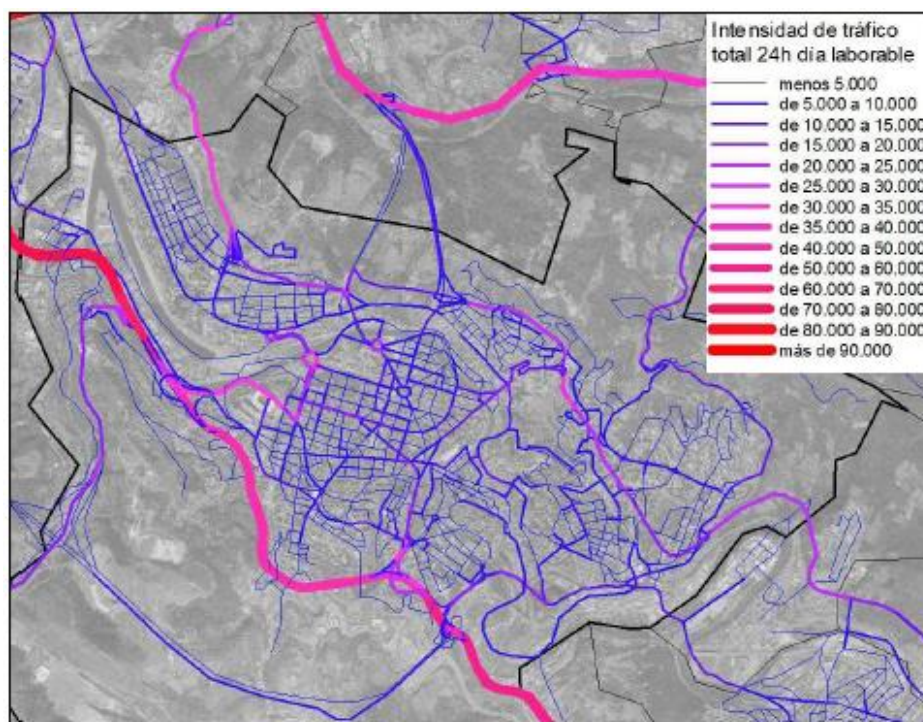 Intensidad de tráfico
total 24h día laborable
menos 5.000
de 5.000 a 10.000
de 10.000 a 15.000
de 15.000 a 20.000
de 20.000 a 25.000
de 25.000 a 30.000
de 30.000 a 35.000
de 35.000 a 40.000
de 40.000 a 50.000
de 50.000 a 60.000
de 60.000 a 70.000
de 70.000 a 80.000
de 80.000 a 90.000
más de 90.000